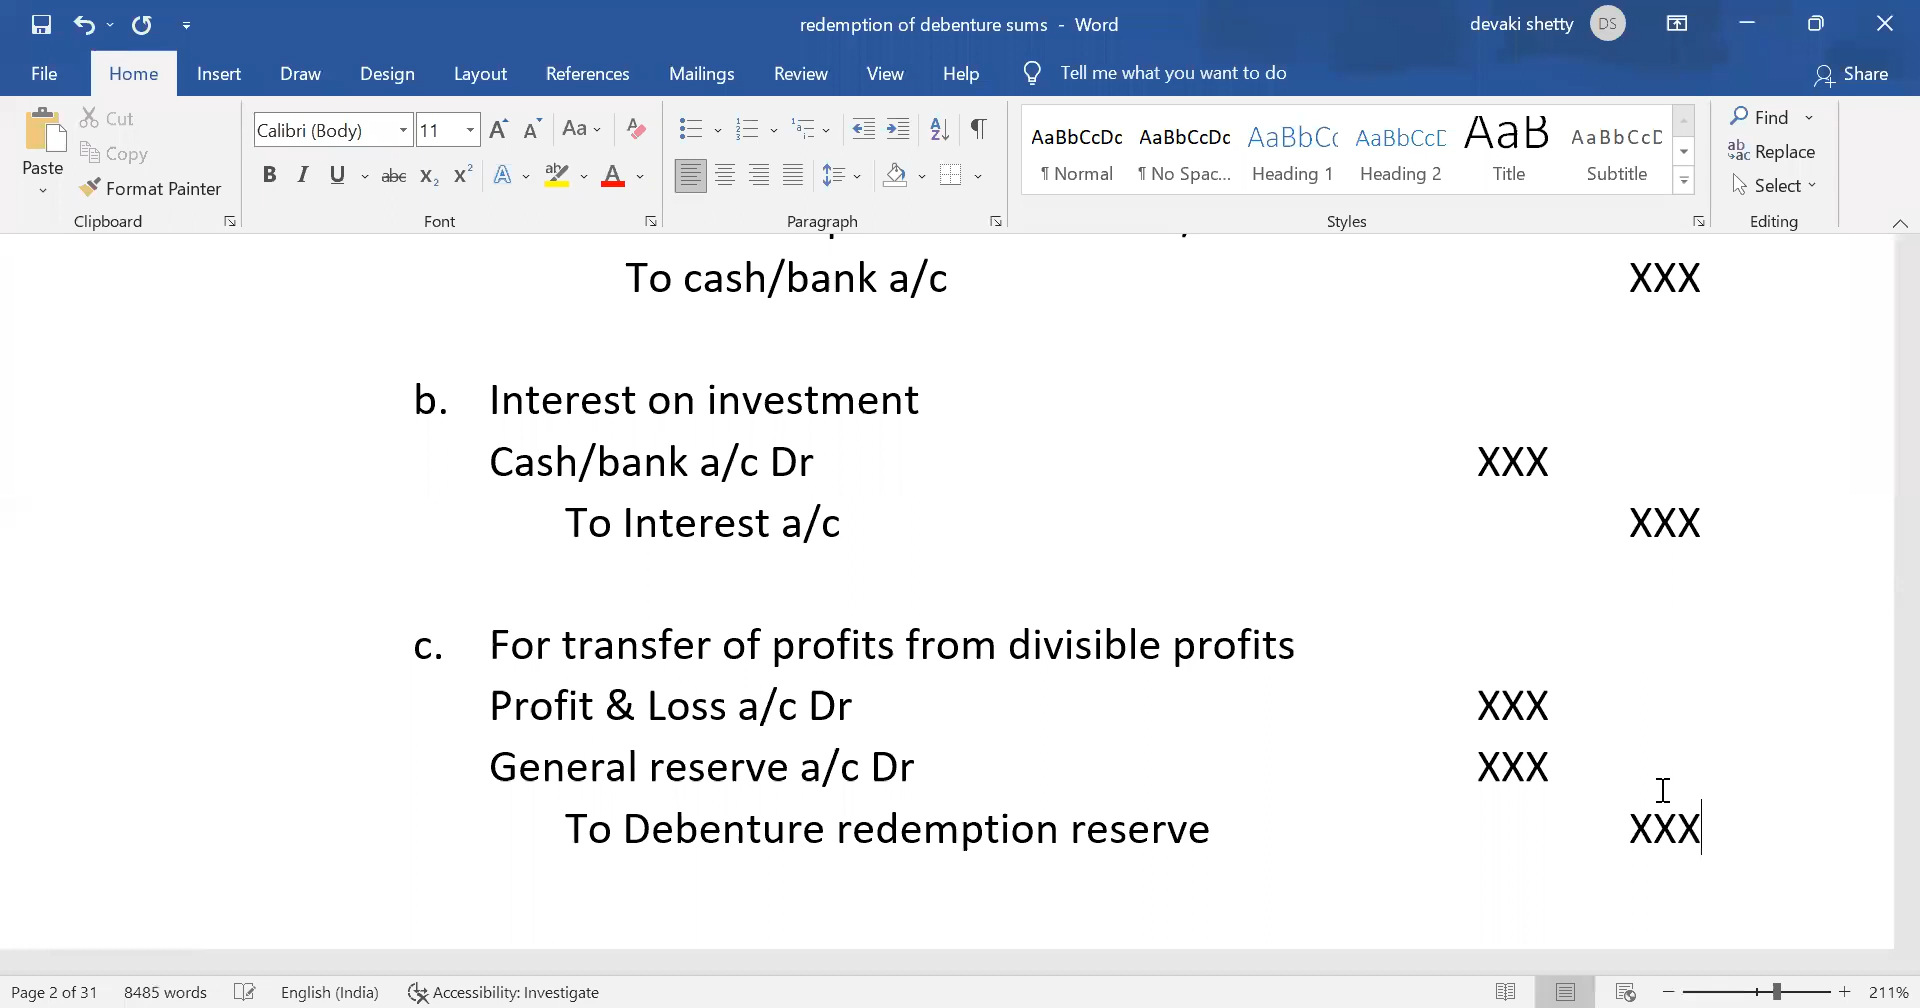 redemption of debenture sums - Word
devaki shetty DS
File Home Insert Draw Design Layout References Mailings Review View Help Tell me what you want to do Share
Paste
Cut
Copy
Format Painter
Clipboard
Calibri (Body) 11
Font
Paragraph
AaBbCcDc AaBbCcDc AaBbCc AaBbCcD AaB AaBbCcD
¶ Normal ¶ No Spac... Heading 1 Heading 2 Title Subtitle
Styles
Find
Replace
Select
Editing
To cash/bank a/c XXX
b. Interest on investment
Cash/bank a/c Dr XXX
To Interest a/c XXX
c. For transfer of profits from divisible profits
Profit & Loss a/c Dr XXX
General reserve a/c Dr XXX
To Debenture redemption reserve XXX
Page 2 of 31 8485 words English (India) Accessibility: Investigate 211%